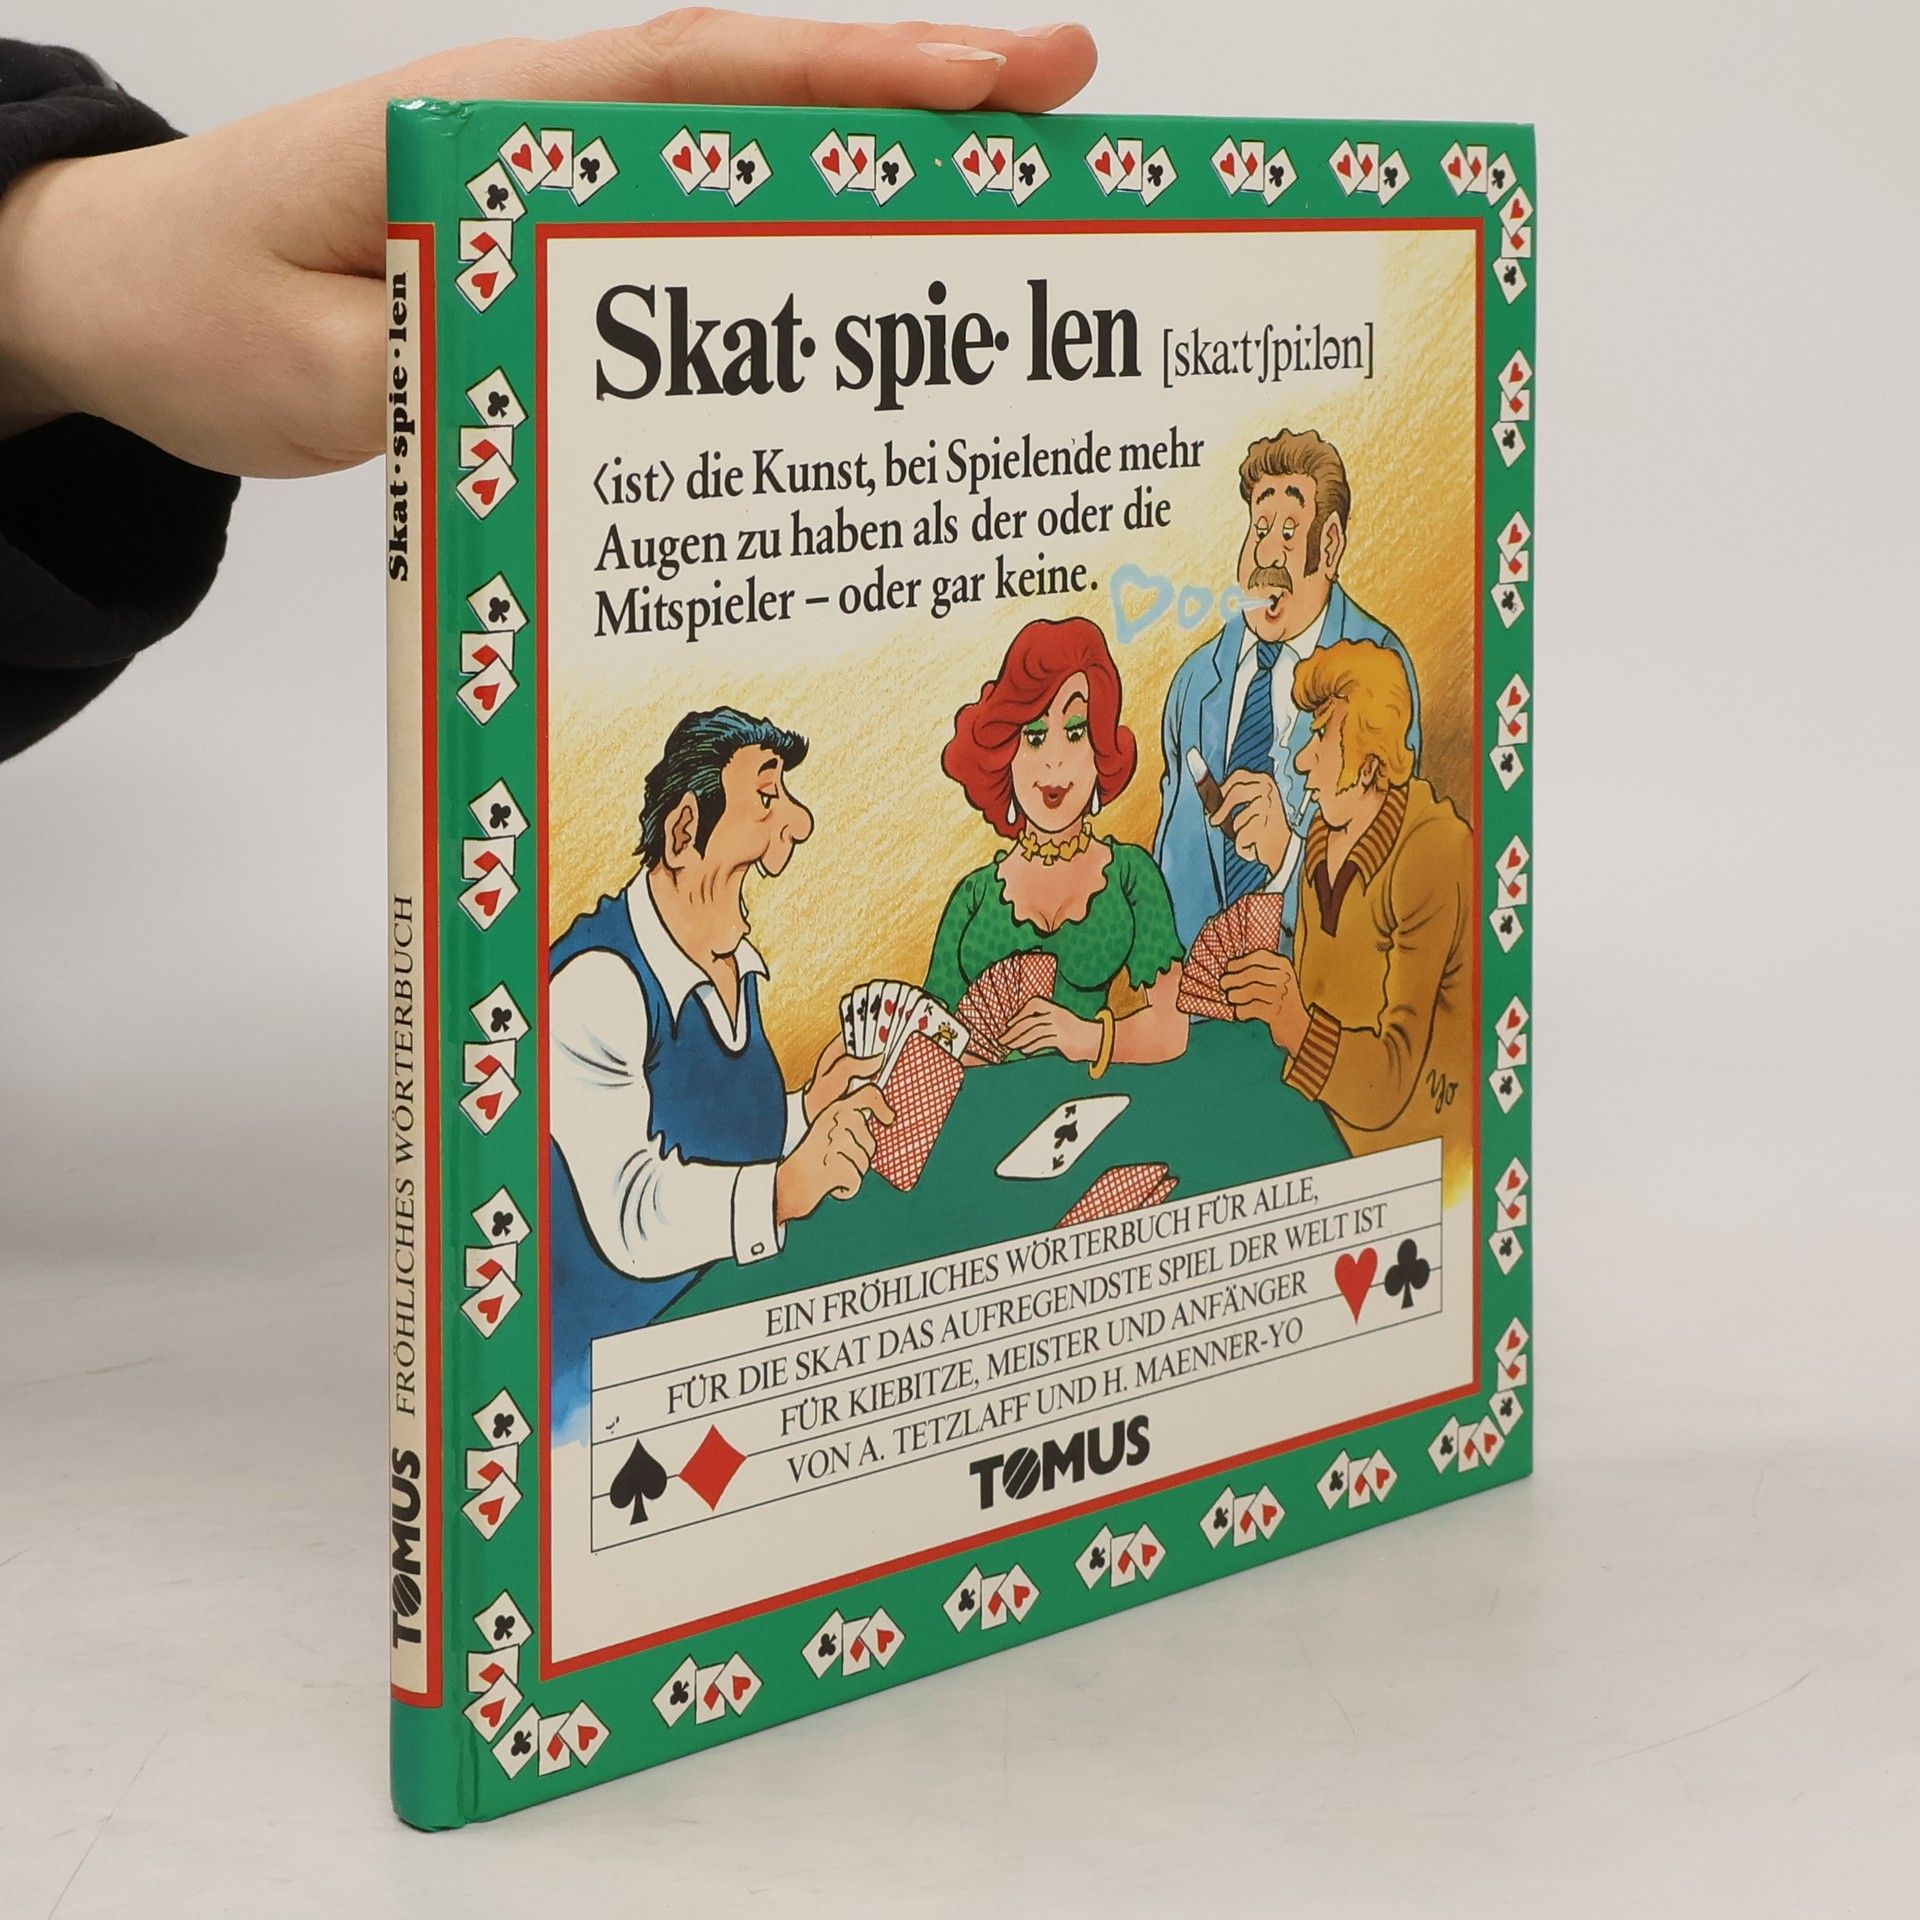 Skat·spie·len [ska:t·ʃpi:lən]
<ist> die Kunst, bei Spielende mehr
Augen zu haben als der oder die
Mitspieler – oder gar keine.
Yo
EIN FRÖHLICHES WÖRTERBUCH FÜR ALLE,
FÜR DIE SKAT DAS AUFREGENDSTE SPIEL DER WELT IST
FÜR KIEBITZE, MEISTER UND ANFÄNGER
VON A. TETZLAFF UND H. MAENNER-YO
TOMUS
Skat·spie·len
FRÖHLICHES WÖRTERBUCH
TOMUS